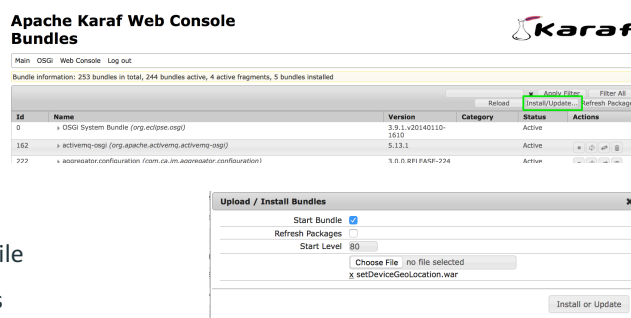 Apache Karaf Web Console
Bundles
Karaf
Main OSGi Web Console Log out
Bundle information: 253 bundles in total, 244 bundles active, 4 active fragments, 5 bundles installed
x Apply Filter Filter All
Reload Install/Update... Refresh Package
Id Name Version Category Status Actions
0 OSGi System Bundle (org.eclipse.osgi) 3.9.1.v20140110-1610 Active
162 activemq-osgi (org.apache.activemq.activemq-osgi) 5.13.1 Active
222 aggregator.configuration (com.ca.im.aggregator.configuration) 3.0.0.RELEASE-224 Active
Upload / Install Bundles x
Start Bundle
Refresh Packages
Start Level 80
Choose File no file selected
x setDeviceGeoLocation.war
Install or Update
ile
s